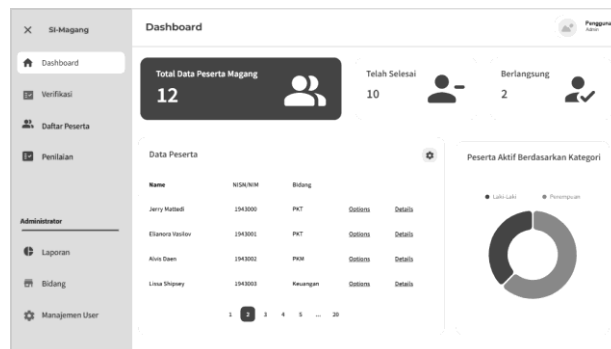 SI-Magang
Dashboard
Verifikasi
Daftar Peserta
Penilaian
Administrator
Laporan
Bidang
Manajemen User
Dashboard
Pengguna
Admin
Total Data Peserta Magang
12
Telah Selesai
10
Berlangsung
2
Data Peserta
Name NISN/NIM Bidang
Jerry Mattedi 1943000 PKT Options Details
Elianora Vasilov 1943001 PKT Options Details
Alvis Daen 1943002 PKM Options Details
Lissa Shipsey 1943003 Keuangan Options Details
1 2 3 4 5 ... 20
Peserta Aktif Berdasarkan Kategori
Laki Laki Perempuan